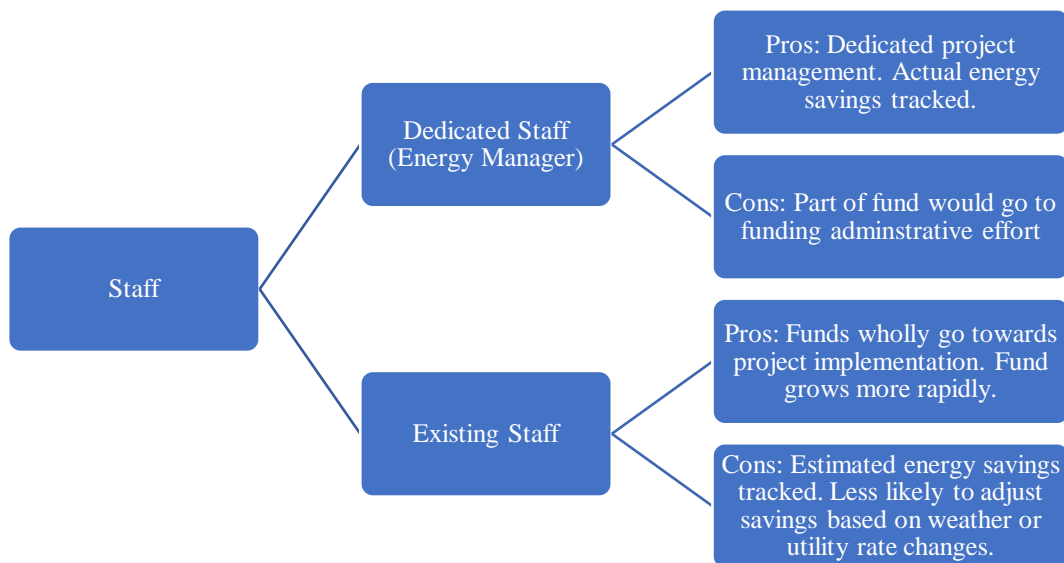 Staff
Dedicated Staff
(Energy Manager)
Pros: Dedicated project
management. Actual energy
savings tracked.
Cons: Part of fund would go to
funding adminstrative effort
Existing Staff
Pros: Funds wholly go towards
project implementation. Fund
grows more rapidly.
Cons: Estimated energy savings
tracked. Less likely to adjust
savings based on weather or
utility rate changes.